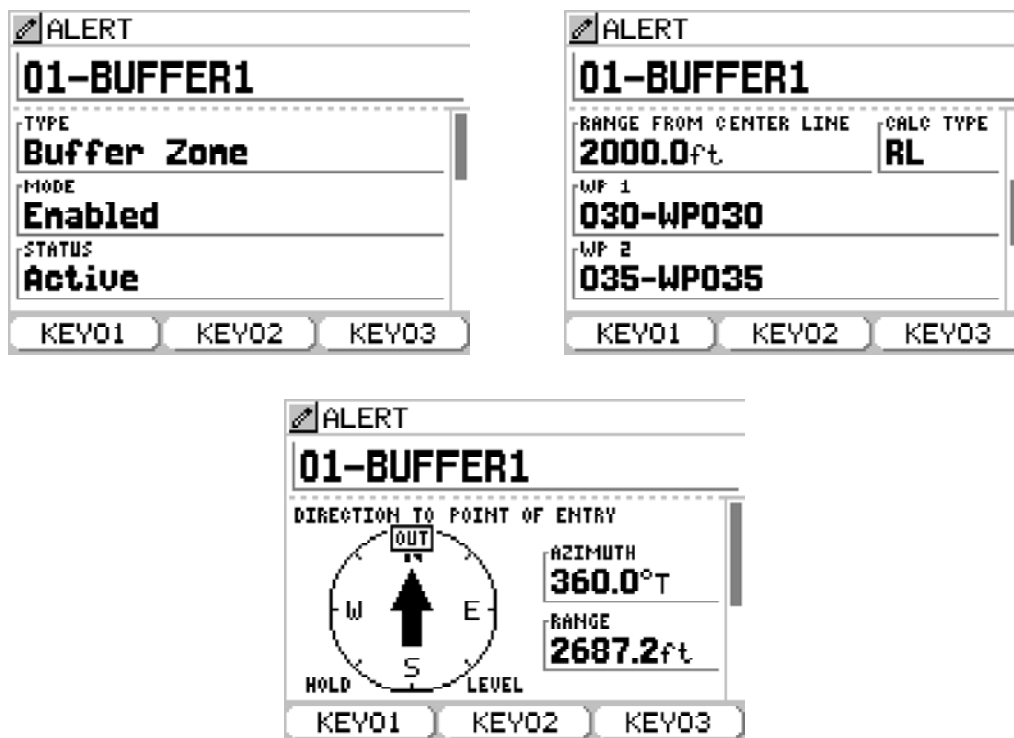 ALERT
01-BUFFER1
TYPE
Buffer Zone
MODE
Enabled
STATUS
Active
KEY01 KEY02 KEY03
ALERT
01-BUFFER1
RANGE FROM CENTER LINE CALC TYPE
2000.0ft RL
WP 1
030-WP030
WP 2
035-WP035
KEY01 KEY02 KEY03
ALERT
01-BUFFER1
DIRECTION TO POINT OF ENTRY
OUT
AZIMUTH
360.0°T
W E
RANGE
2687.2ft
S
HOLD LEVEL
KEY01 KEY02 KEY03